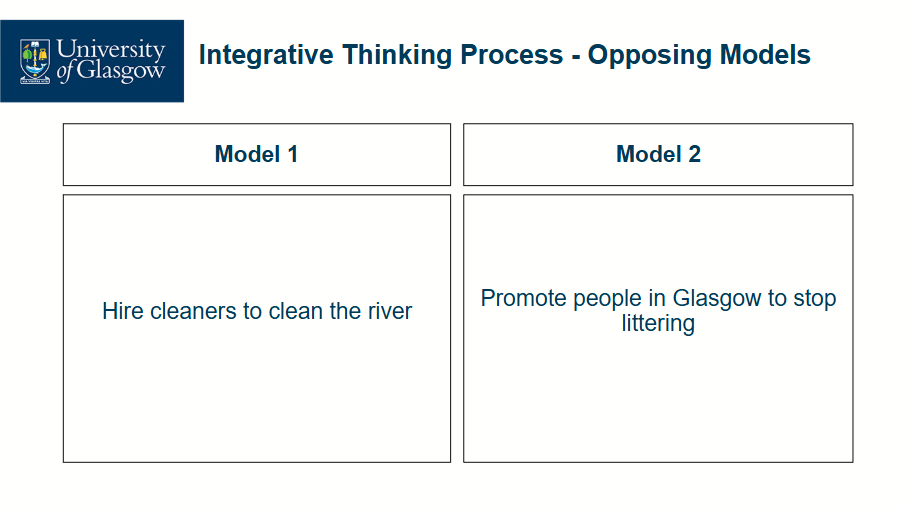 University
of Glasgow
Integrative Thinking Process - Opposing Models
Model 1
Model 2
Hire cleaners to clean the river
Promote people in Glasgow to stop
littering